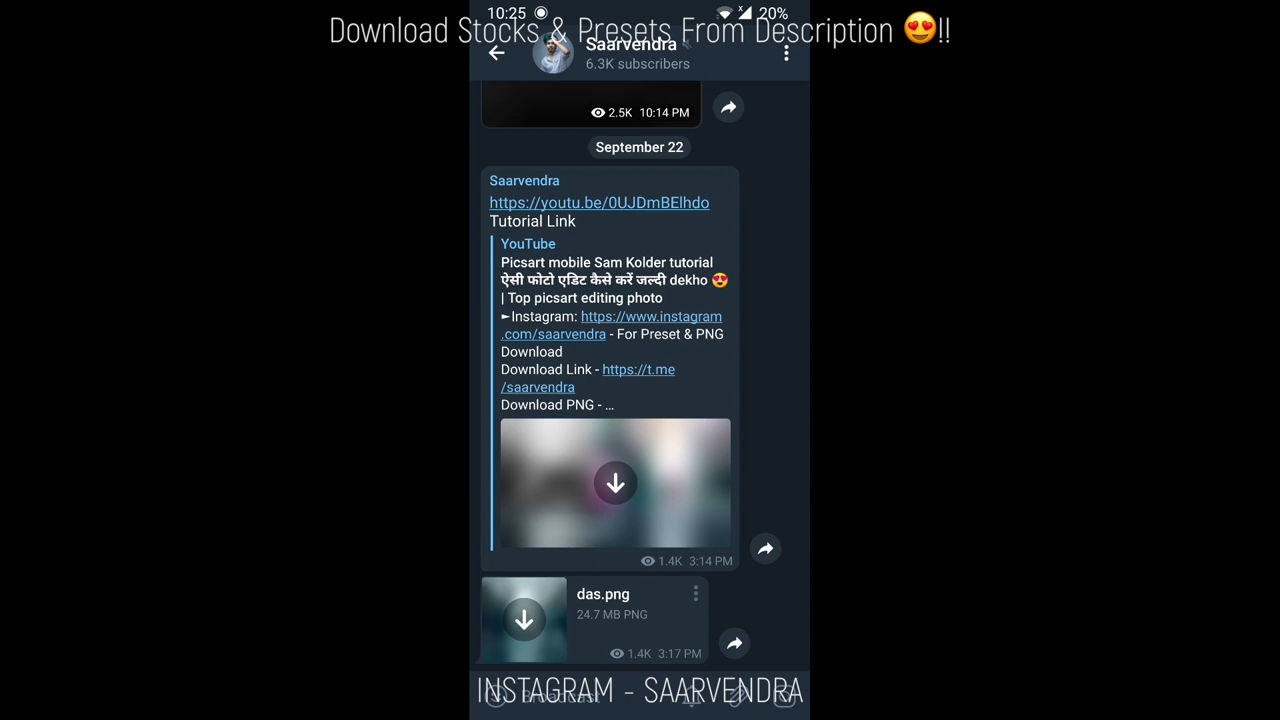 10:25 20%
Download Stocks & Presets From Description 😍!!
Saarvendra
6.3K subscribers
2.5K 10:14 PM
September 22
Saarvendra
https://youtu.be/0UJDmBElhdo
Tutorial Link
YouTube
Picsart mobile Sam Kolder tutorial
ऐसी फोटो एडिट कैसे करें जल्दी dekho 😍
| Top picsart editing photo
►Instagram: https://www.instagram
.com/saarvendra - For Preset & PNG
Download
Download Link - https://t.me
/saarvendra
Download PNG - ...
1.4K 3:14 PM
das.png
24.7 MB PNG
1.4K 3:17 PM
Broadcast
INSTAGRAM - SAARVENDRA